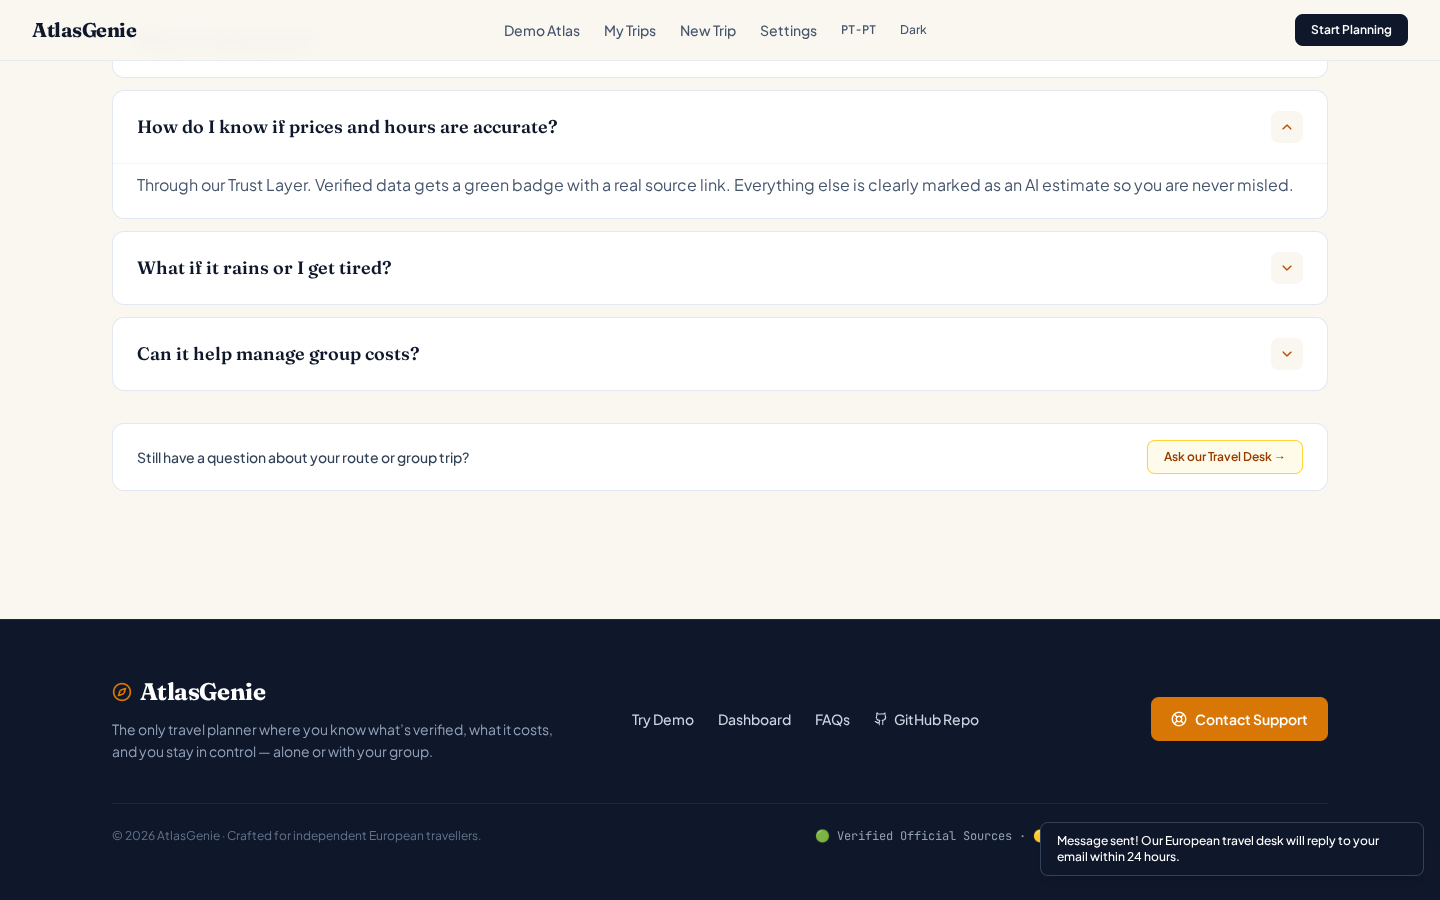 AtlasGenie
Demo Atlas
My Trips
New Trip
Settings
PT-PT
Dark
Start Planning
How do I know if prices and hours are accurate?
Through our Trust Layer. Verified data gets a green badge with a real source link. Everything else is clearly marked as an AI estimate so you are never misled.
What if it rains or I get tired?
Can it help manage group costs?
Still have a question about your route or group trip?
Ask our Travel Desk →
AtlasGenie
The only travel planner where you know what's verified, what it costs,
and you stay in control — alone or with your group.
Try Demo
Dashboard
FAQs
GitHub Repo
Contact Support
© 2026 AtlasGenie · Crafted for independent European travellers.
🟢 Verified Official Sources ·
Message sent! Our European travel desk will reply to your
email within 24 hours.